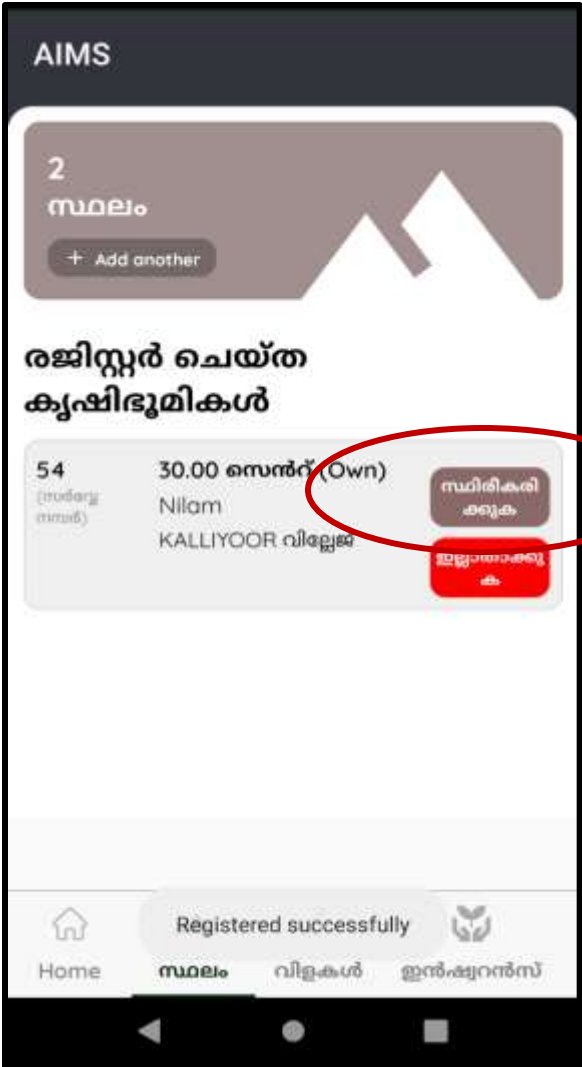 AIMS
2
സ്ഥലം
+ Add another
രജിസ്റ്റർ ചെയ്ത
കൃഷിഭൂമികൾ
54
(സർവ്വേ
നമ്പർ)
30.00 സെൻറ് (Own)
Nilam
KALLIYOOR വില്ലേജ്
സ്ഥിരീകരി
ക്കുക
ഇല്ലാതാക്കു
ക
Registered successfully
Home
സ്ഥലം
വിളകൾ
ഇൻഷ്വറൻസ്